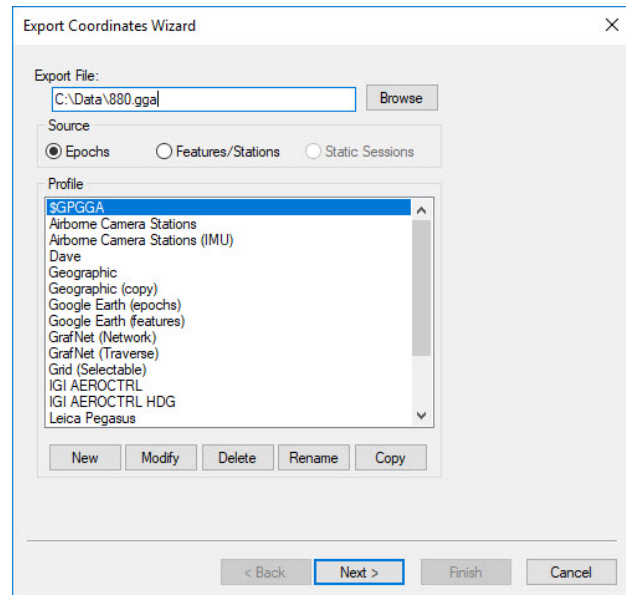 Export Coordinates Wizard
Export File:
C:\Data\880.gga
Browse
Source
Epochs Features/Stations Static Sessions
Profile
$GPGGA
Airborne Camera Stations
Airborne Camera Stations (IMU)
Dave
Geographic
Geographic (copy)
Google Earth (epochs)
Google Earth (features)
GrafNet (Network)
GrafNet (Traverse)
Grid (Selectable)
IGI AEROCTRL
IGI AEROCTRL HDG
Leica Pegasus
New Modify Delete Rename Copy
< Back Next > Finish Cancel